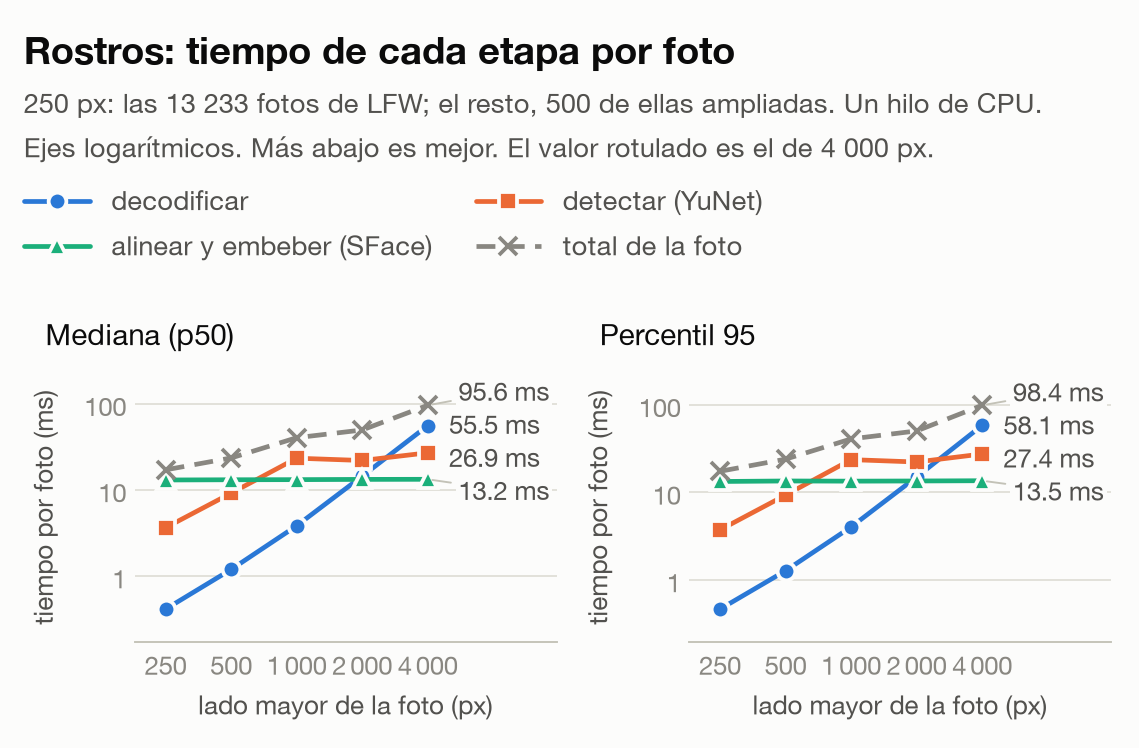 Rostros: tiempo de cada etapa por foto
250 px: las 13 233 fotos de LFW; el resto, 500 de ellas ampliadas. Un hilo de CPU.
Ejes logarítmicos. Más abajo es mejor. El valor rotulado es el de 4 000 px.
decodificar
detectar (YuNet)
alinear y embeber (SFace)
total de la foto
Mediana (p50)
tiempo por foto (ms)
100
10
1
95.6 ms
55.5 ms
26.9 ms
13.2 ms
250 500 1 000 2 000 4 000
lado mayor de la foto (px)
Percentil 95
tiempo por foto (ms)
100
10
1
98.4 ms
58.1 ms
27.4 ms
13.5 ms
250 500 1 000 2 000 4 000
lado mayor de la foto (px)